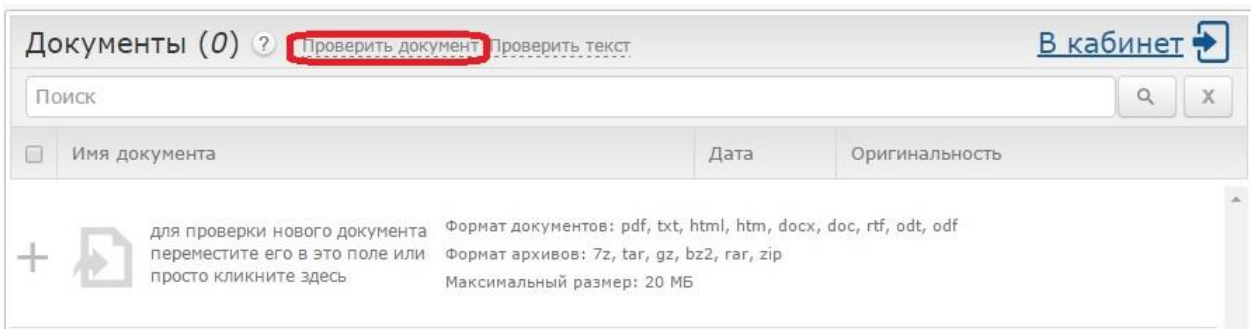 Документы (0) ? Проверить документ Проверить текст В кабинет
Поиск X
Имя документа Дата Оригинальность
для проверки нового документа
переместите его в это поле или
просто кликните здесь
Формат документов: pdf, txt, html, htm, docx, doc, rtf, odt, odf
Формат архивов: 7z, tar, gz, bz2, rar, zip
Максимальный размер: 20 МБ